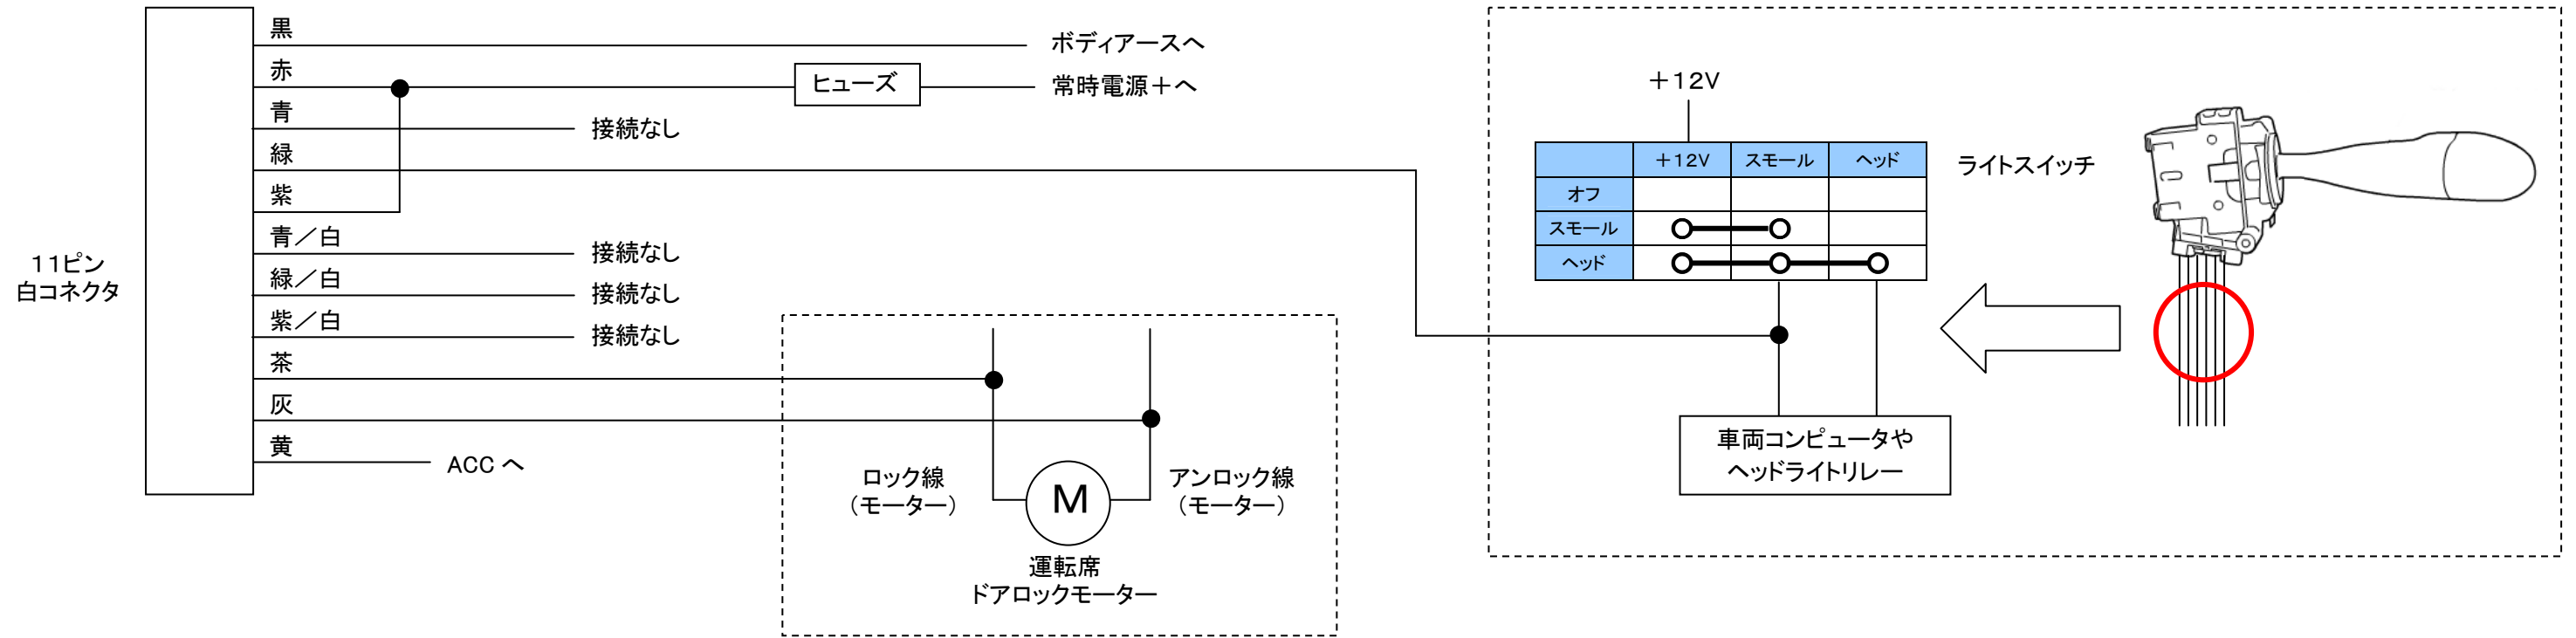 11ピン
白コネクタ
黒
赤
青
緑
紫
青／白
緑／白
紫／白
茶
灰
黄
ボディアースへ
ヒューズ
常時電源＋へ
接続なし
接続なし
接続なし
接続なし
ACC へ
ロック線
（モーター）
M
アンロック線
（モーター）
運転席
ドアロックモーター
＋12V
＋12V スモール ヘッド
オフ
スモール
ヘッド
ライトスイッチ
車両コンピュータや
ヘッドライトリレー